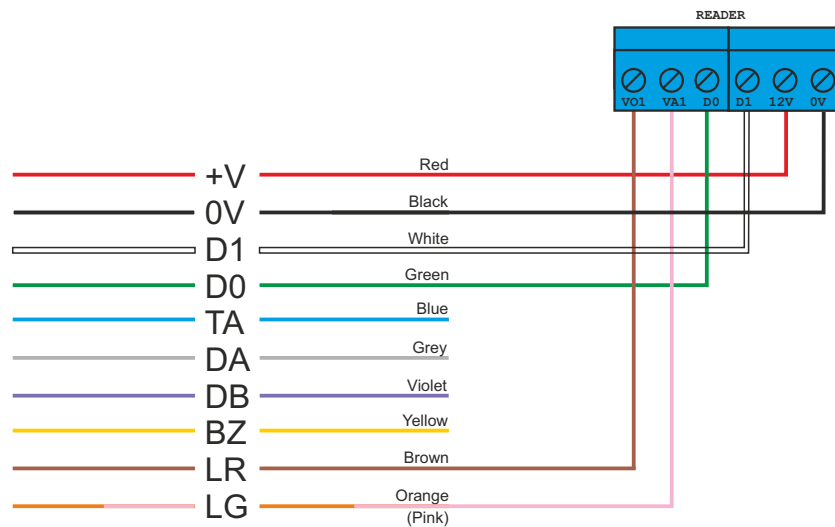 READER
VO1 VA1 D0 D1 12V 0V
+V Red
0V Black
D1 White
D0 Green
TA Blue
DA Grey
DB Violet
BZ Yellow
LR Brown
LG Orange
(Pink)